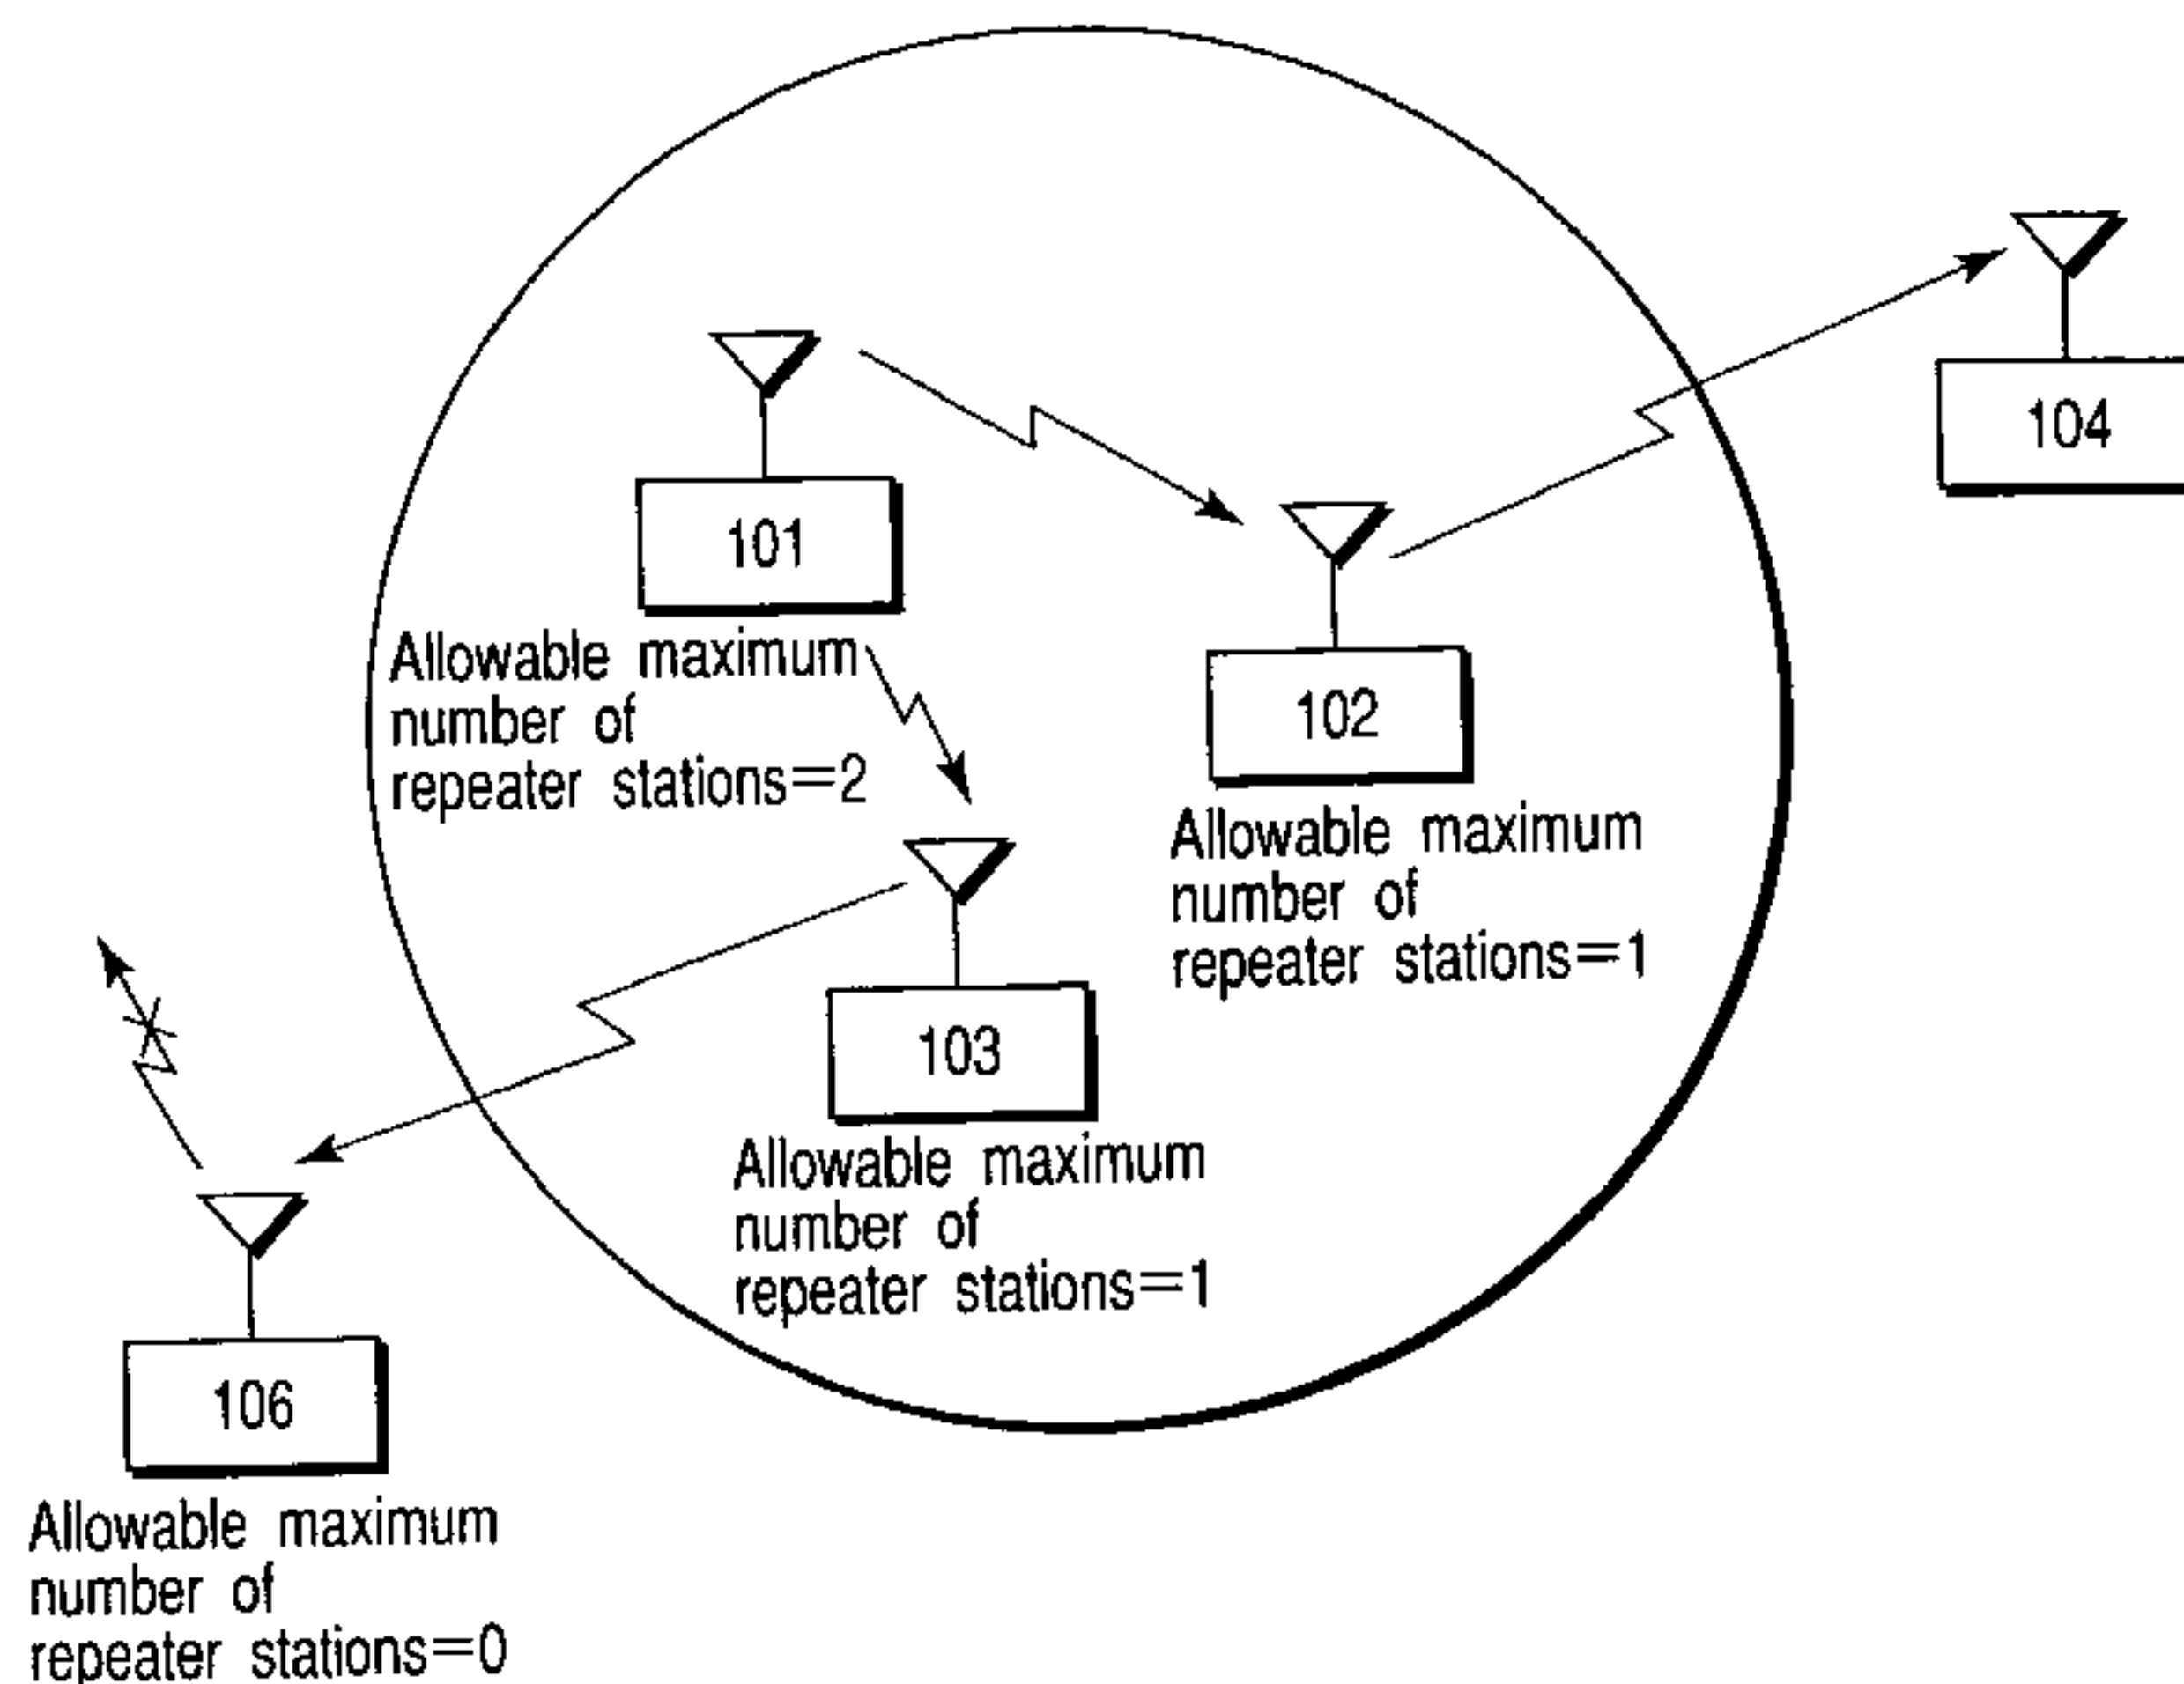 104
101
Allowable maximum
number of
repeater stations=2
102
Allowable maximum
number of
repeater stations=1
103
Allowable maximum
number of
repeater stations=1
106
Allowable maximum
number of
repeater stations=0